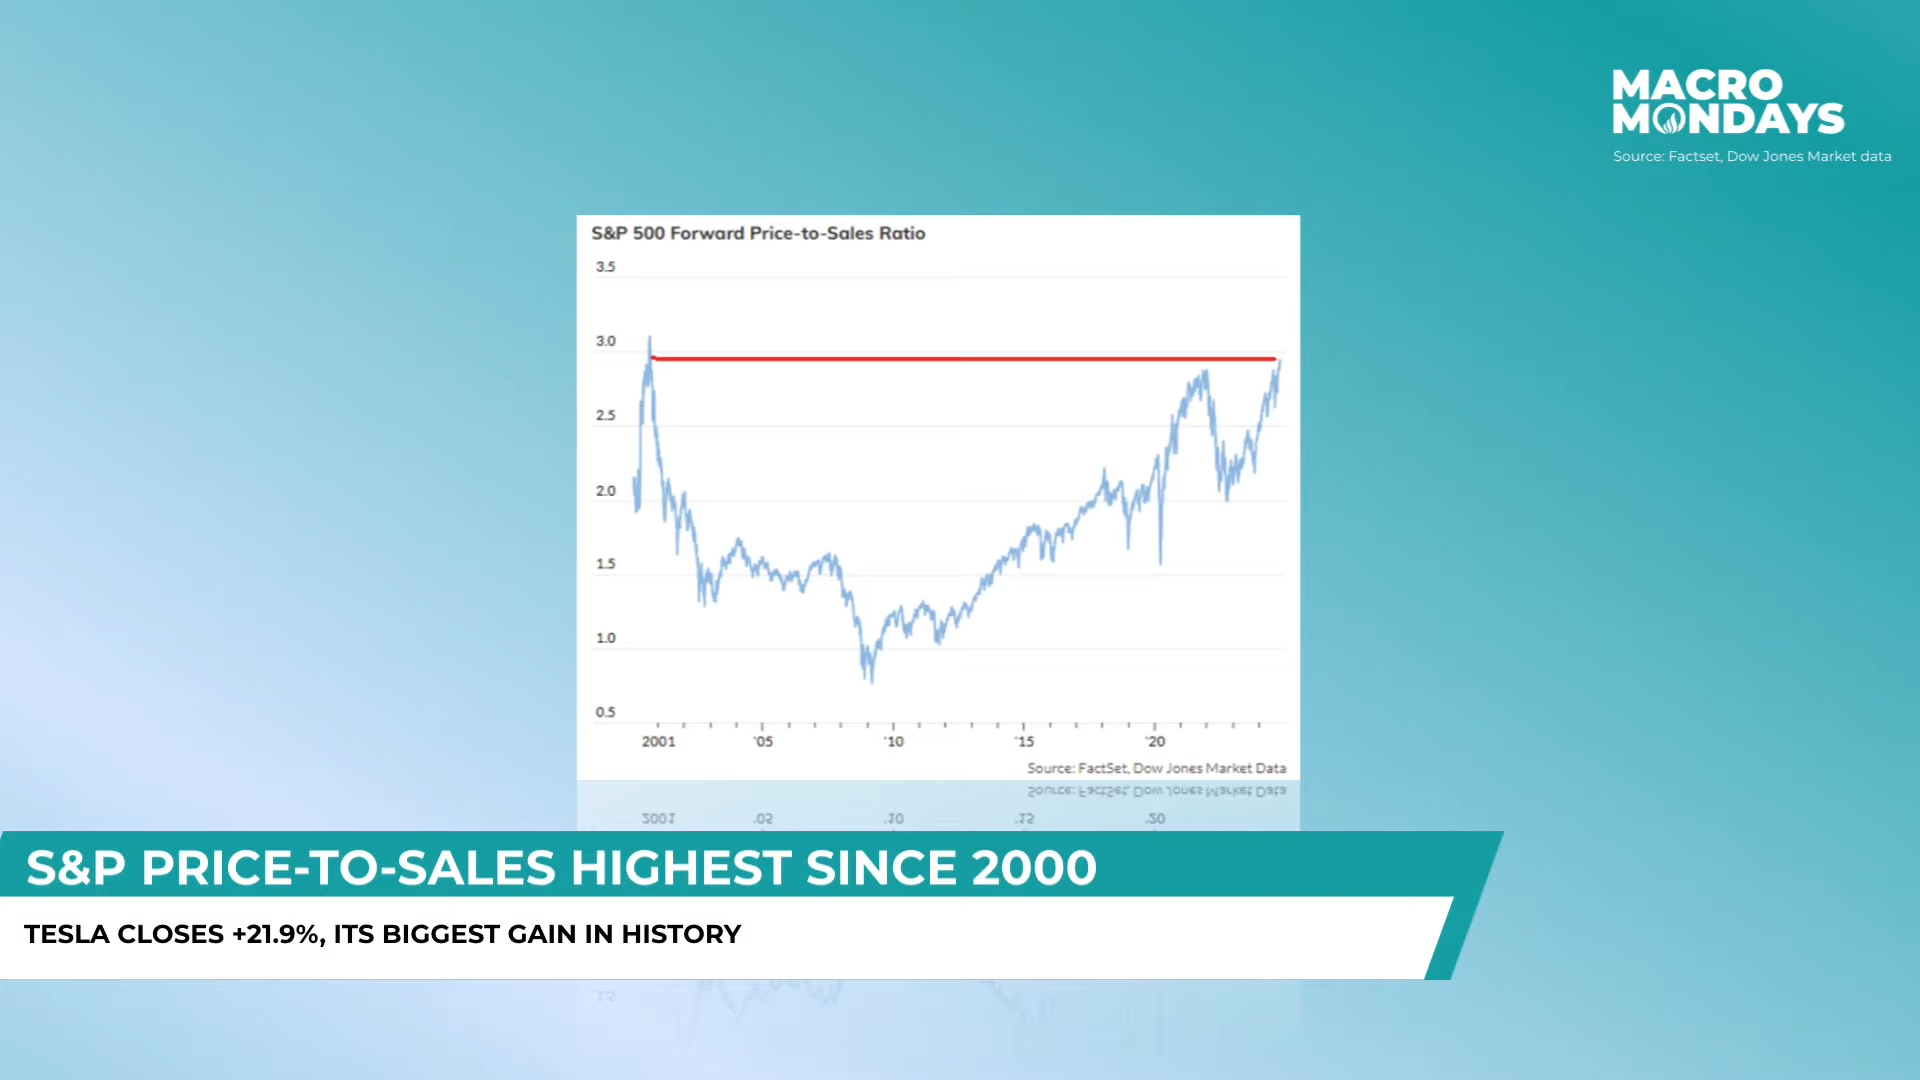 MACRO
MONDAYS
Source: Factset, Dow Jones Market data
S&P 500 Forward Price-to-Sales Ratio
3.5
3.0
2.5
2.0
1.5
1.0
0.5
2001 '05 '10 '15 '20
Source: FactSet, Dow Jones Market Data
S&P PRICE-TO-SALES HIGHEST SINCE 2000
TESLA CLOSES +21.9%, ITS BIGGEST GAIN IN HISTORY